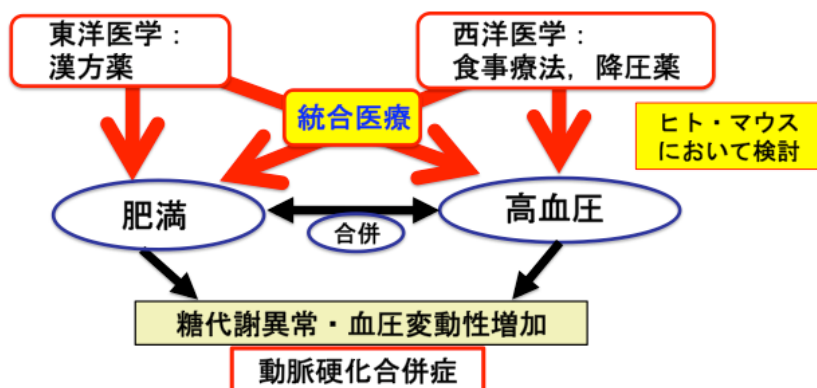 東洋医学：
漢方薬
西洋医学：
食事療法，降圧薬
統合医療
ヒト・マウス
において検討
肥満
合併
高血圧
糖代謝異常・血圧変動性増加
動脈硬化合併症